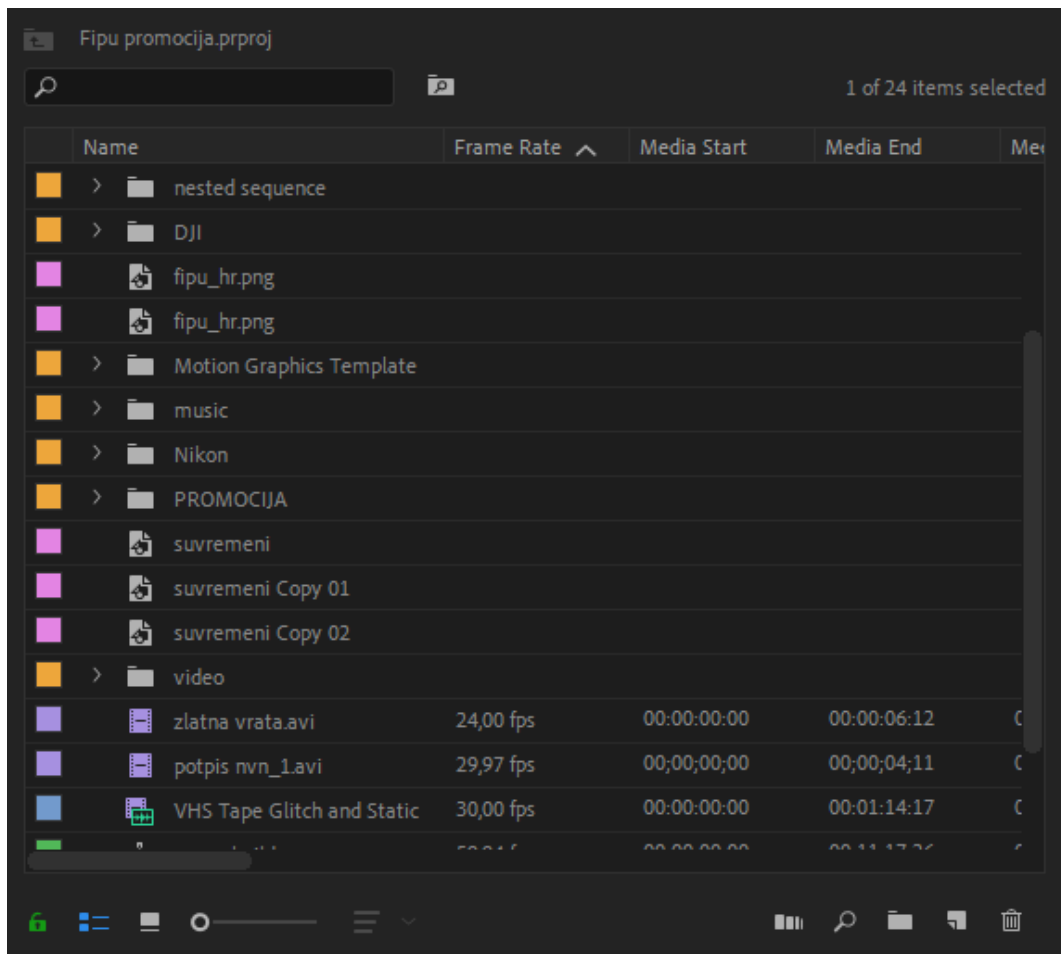 Fipu promocija.prproj
1 of 24 items selected
Name Frame Rate Media Start Media End
nested sequence
DJI
fipu_hr.png
fipu_hr.png
Motion Graphics Template
music
Nikon
PROMOCIJA
suvremeni
suvremeni Copy 01
suvremeni Copy 02
video
zlatna vrata.avi 24,00 fps 00:00:00:00 00:00:06:12
potpis nvn_1.avi 29,97 fps 00;00;00;00 00;00;04;11
VHS Tape Glitch and Static 30,00 fps 00:00:00:00 00:01:14:17